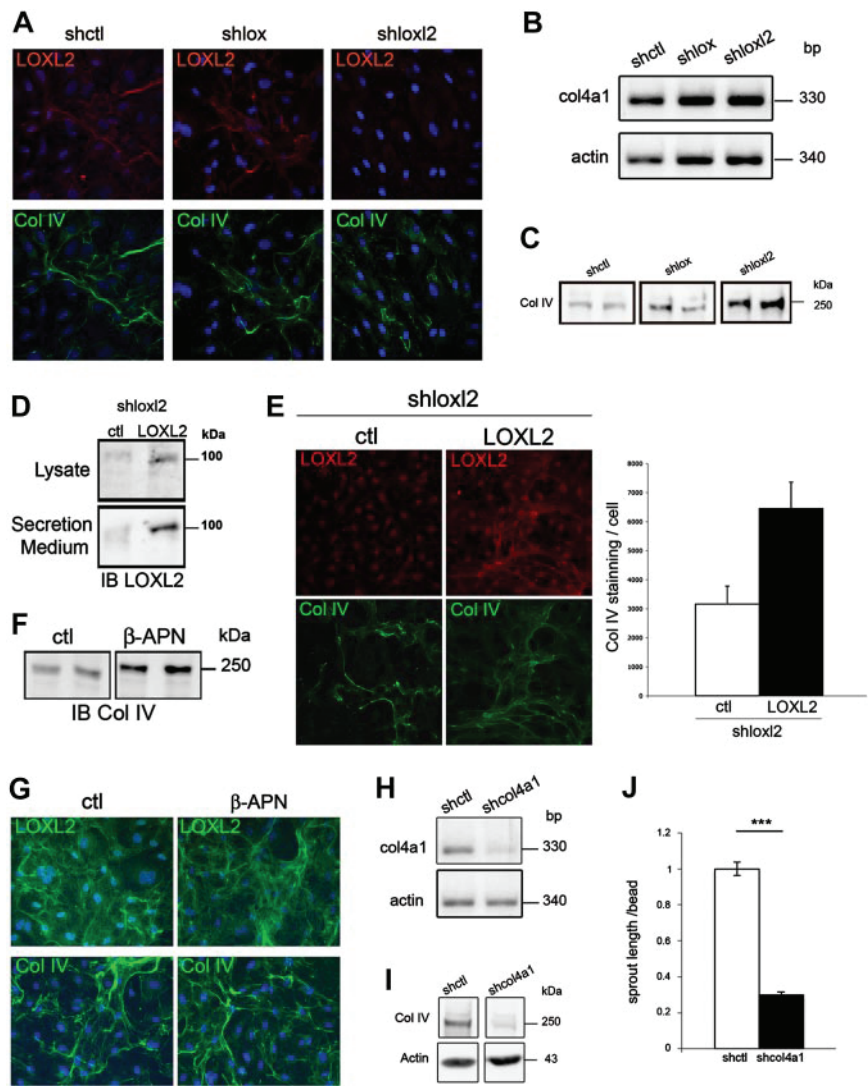 A
shctl shlox shloxl2
LOXL2 LOXL2 LOXL2
Col IV Col IV Col IV
B
shctl shlox shloxl2 bp
col4a1 330
actin 340
C
shctl shlox shloxl2 kDa
Col IV 250
D
shloxl2
ctl LOXL2 kDa
Lysate 100
Secretion Medium 100
IB LOXL2
E
shloxl2
ctl LOXL2
LOXL2 LOXL2
Col IV Col IV
Col IV stainning / cell
8000
7000
6000
5000
4000
3000
2000
1000
0
ctl LOXL2
shloxl2
F
ctl β-APN kDa
250
IB Col IV
G
ctl β-APN
LOXL2 LOXL2
Col IV Col IV
H
shctl shcol4a1 bp
col4a1 330
actin 340
I
shctl shcol4a1 kDa
Col IV 250
Actin 43
J
sprout length /bead
1.2
1
0.8
0.6
0.4
0.2
0
***
shctl shcol4a1